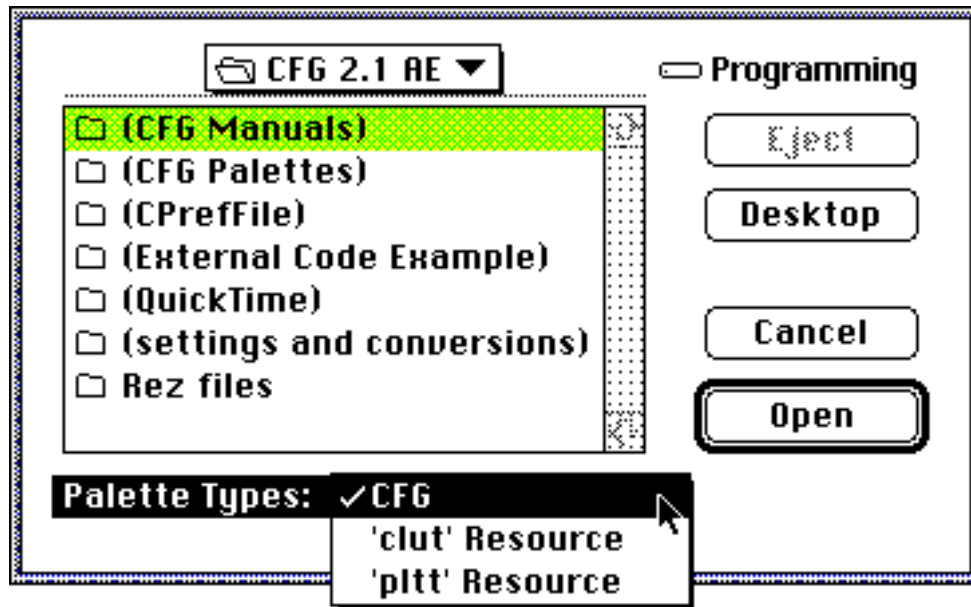 CFG 2.1 AE
Programming
(CFG Manuals)
(CFG Palettes)
(CPrefFile)
(External Code Example)
(QuickTime)
(settings and conversions)
Rez files
Eject
Desktop
Cancel
Open
Palette Types: ✓CFG
'clut' Resource
'pltt' Resource